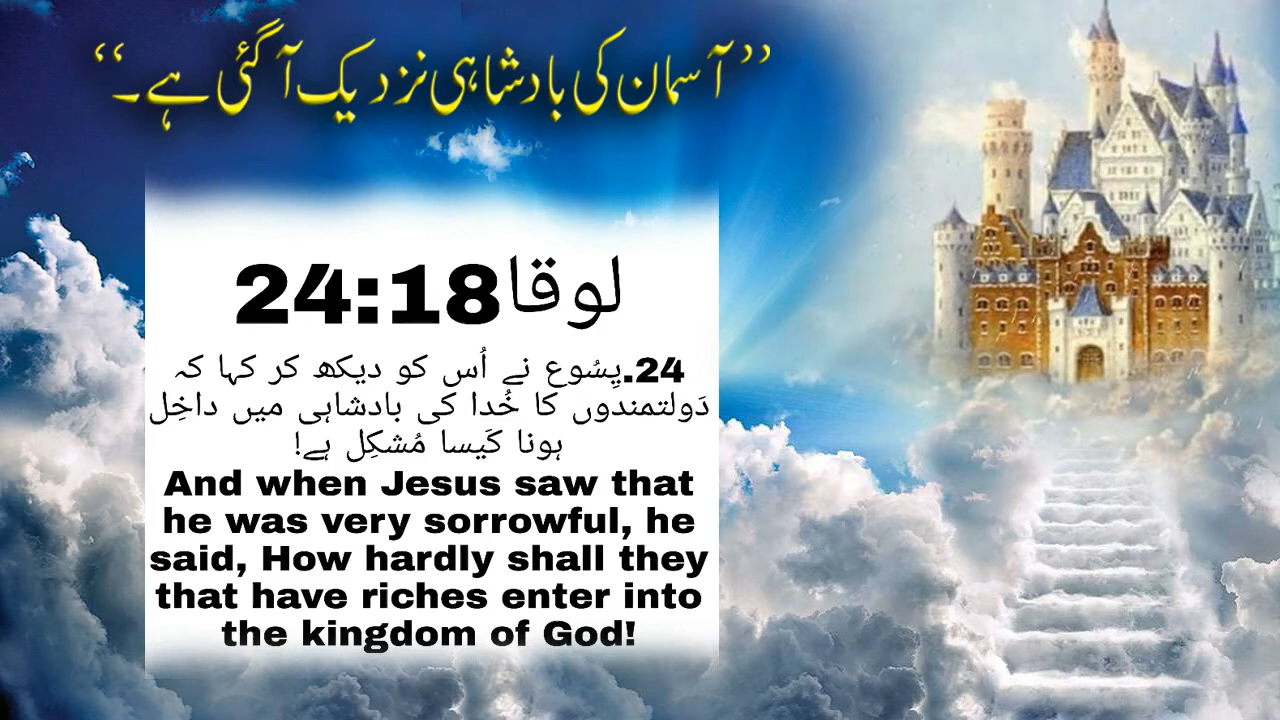 ”آسمان کی بادشاہی نزدیک آ گئی ہے۔“
لوقا24:18
24.یِسُوع نے اُس کو دیکھ کر کہا کہ
دَولتمندوں کا خُدا کی بادشاہی میں داخِل
ہونا کَیسا مُشکِل ہے!
And when Jesus saw that
he was very sorrowful, he
said, How hardly shall they
that have riches enter into
the kingdom of God!